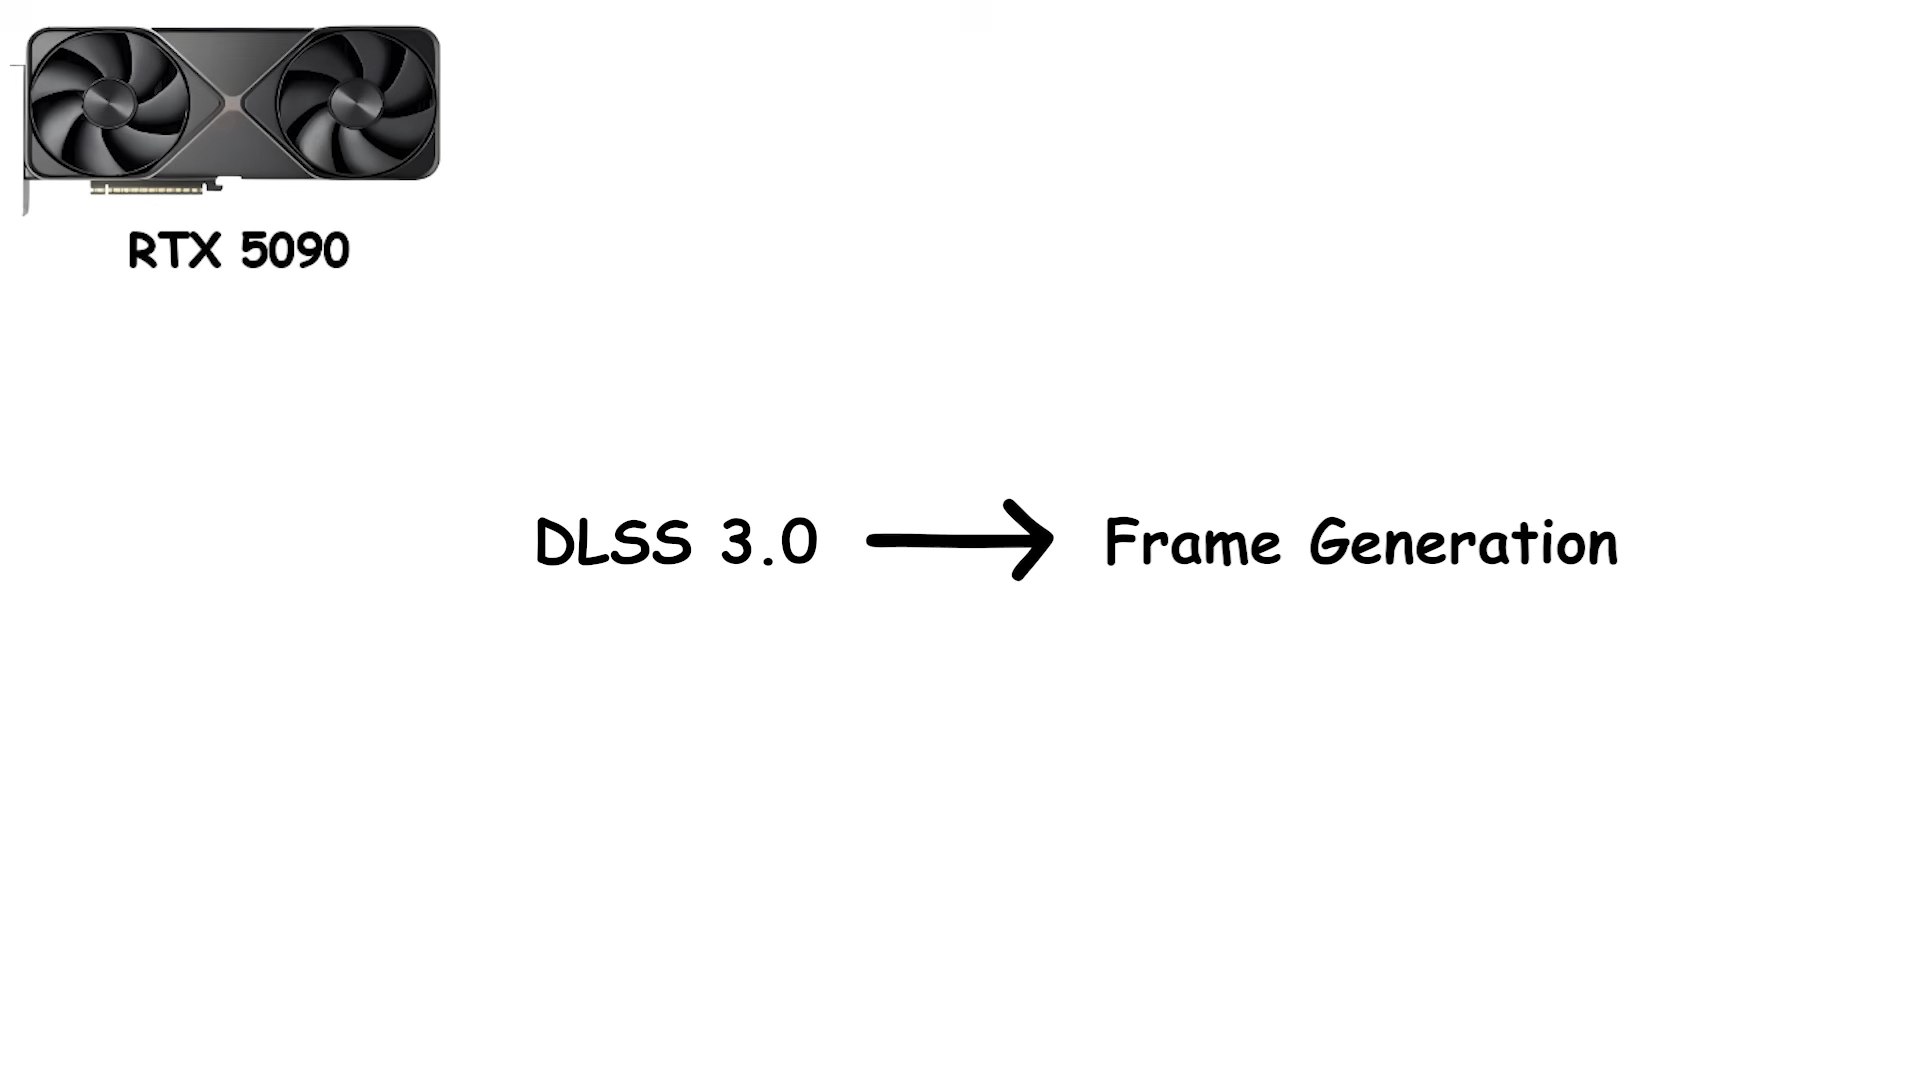 RTX 5090
DLSS 3.0 → Frame Generation